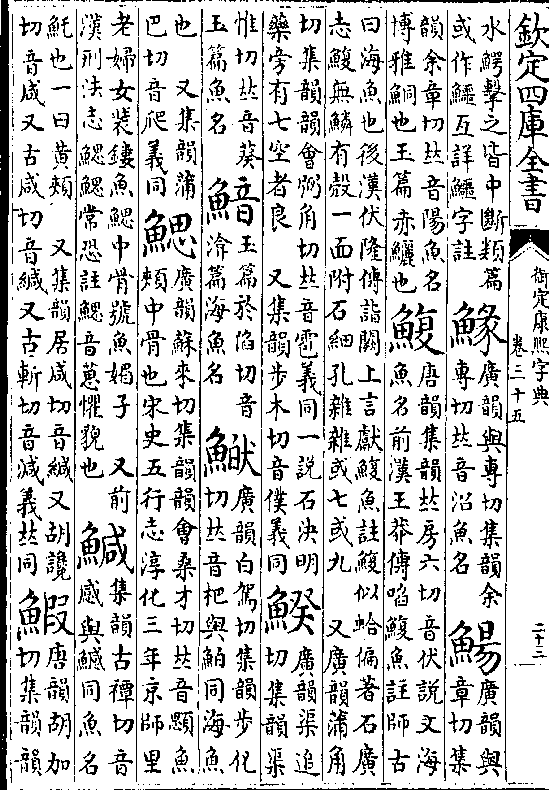 欽定四庫全書
御定康熙字典
卷三十五
二十三
水鰐擊之皆中斷類篇
或作鱷互詳鱷字註
䱲
廣韻與專切集韻余
專切𠀤音沿魚名
鰑
廣韻與
章切集
韻余章切𠀤音陽魚名
博雅鮦也玉篇赤鱺也
鰒
唐韻集韻𠀤房六切音伏說文海
魚名前漢王莽傳啗鰒魚註師古
曰海魚也後漢伏隆傳詣闕上言獻鰒魚註鰒似蛤偏著石廣
志鰒無鱗有殻一面附石細孔雜雜或七或九 又廣韻蒲角
切集韻韻會弼角切𠀤音雹義同一說石決明
藥旁有七空者良 又集韻步木切音僕義同
廣韻渠追
切集韻渠
惟切𠀤音葵
玉篇魚名
玉篇於陷切音
淊篇海魚名
廣韻白駕切集韻步化
切𠀤音杷與鮊同海魚
也 又集韻蒲
巴切音爬義同
鰓
廣韻蘇來切集韻韻會桑才切𠀤音顋魚
頰中骨也宋史五行志淳化三年京師里
老婦女裝鏤魚鰓中骨號魚媚子 又前
漢刑法志鰓鰓常恐註鰓音葸懼貌也
鰔
集韻古禫切音
感與鱤同魚名
魠也一曰黃頰 又集韻居咸切音緘又胡讒
切音咸又古咸切音緘又古斬切音減義𠀤同
鰕
唐韻胡加
切集韻韻